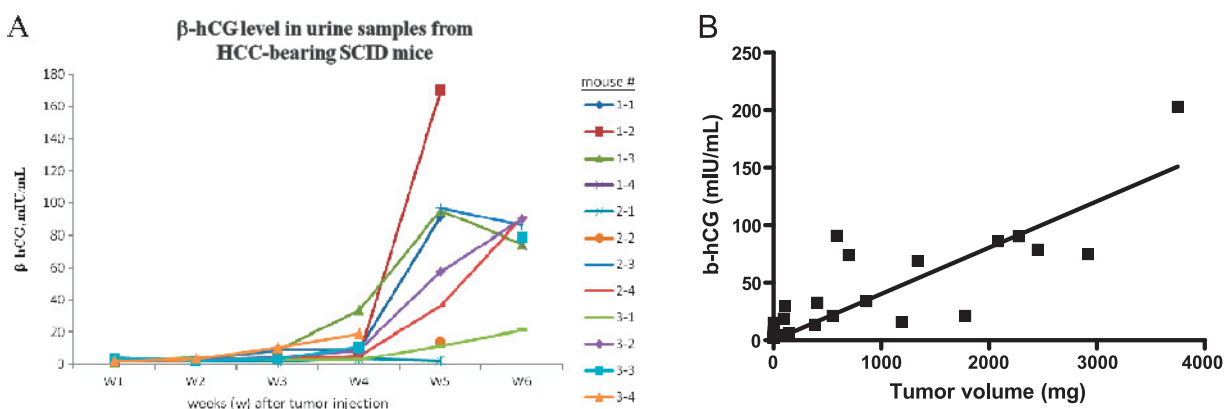 A
β-hCG level in urine samples from
HCC-bearing SCID mice
β-hCG, mIU/mL
180
160
140
120
100
80
60
40
20
0
W1 W2 W3 W4 W5 W6
weeks (w) after tumor injection
mouse #
1-1
1-2
1-3
1-4
2-1
2-2
2-3
2-4
3-1
3-2
3-3
3-4
B
b-hCG (mIU/mL)
250
200
150
100
50
0
0 1000 2000 3000 4000
Tumor volume (mg)